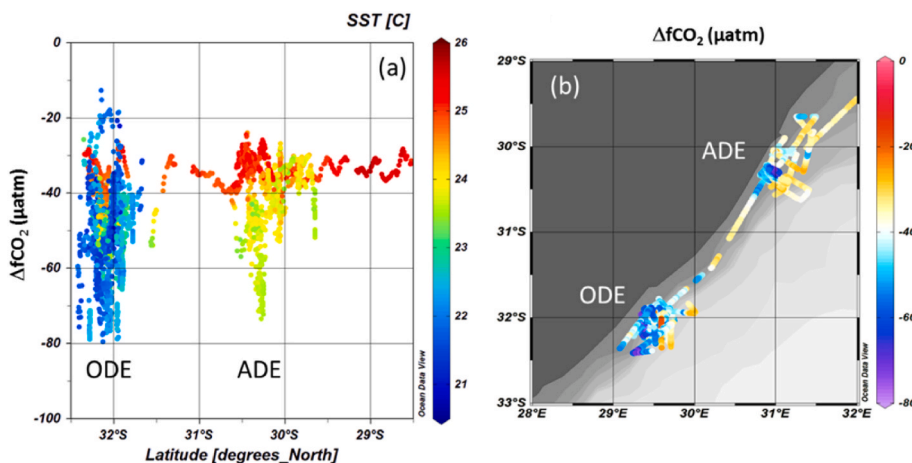 SST [C]
(a)
ΔfCO₂ (µatm)
0
-20
-40
-60
-80
-100
ODE
ADE
32°S
31°S
30°S
29°S
Latitude [degrees_North]
26
25
24
23
22
21
Ocean Data View
ΔfCO₂ (µatm)
(b)
29°S
30°S
31°S
32°S
33°S
ADE
ODE
28°E
29°E
30°E
31°E
32°E
0
-20
-40
-60
-80
Ocean Data View